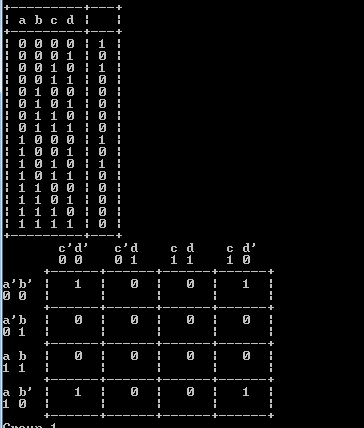 a b c d
0 0 0 0 1
0 0 0 1 0
0 0 1 0 1
0 0 1 1 0
0 1 0 0 0
0 1 0 1 0
0 1 1 0 0
0 1 1 1 0
1 0 0 0 1
1 0 0 1 0
1 0 1 0 1
1 0 1 1 0
1 1 0 0 0
1 1 0 1 0
1 1 1 0 0
1 1 1 1 0
c'd' c'd c d c d'
0 0 0 1 1 1 1 0
a'b' 1 0 0 1
0 0
a'b 0 0 0 0
0 1
a b 0 0 0 0
1 1
a b' 1 0 0 1
1 0
Group 1